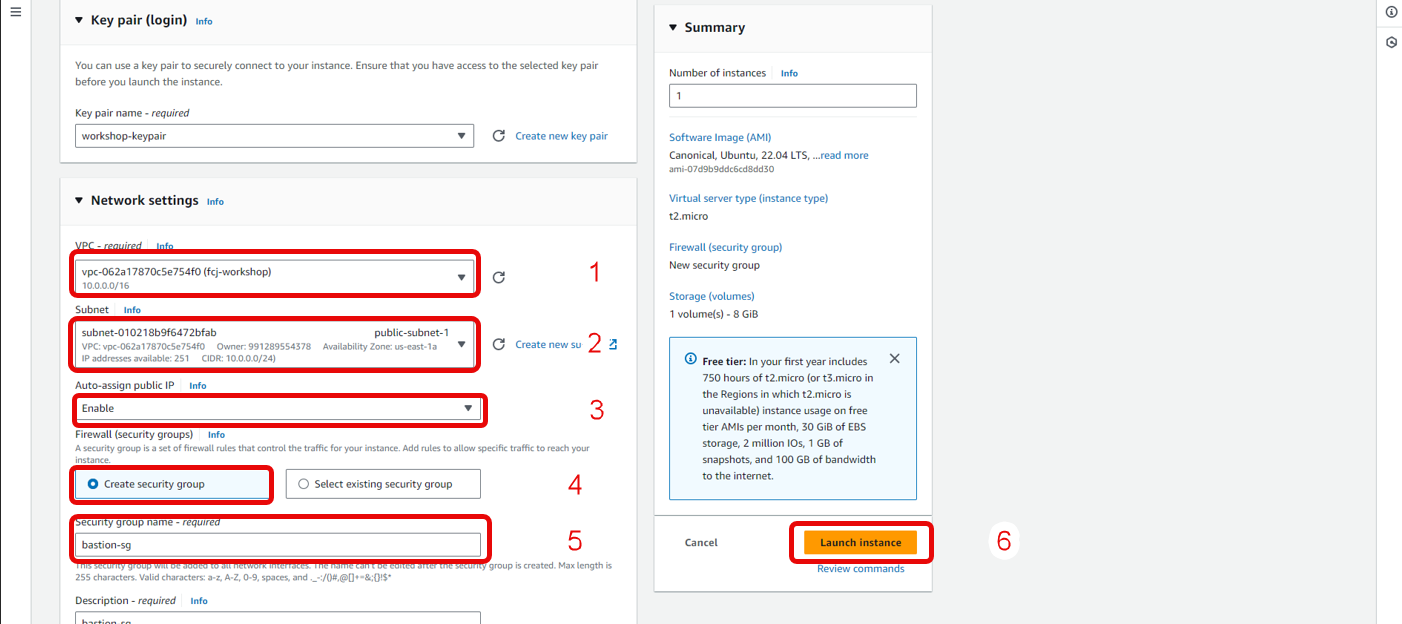 Key pair (login) Info
You can use a key pair to securely connect to your instance. Ensure that you have access to the selected key pair
before you launch the instance.
Key pair name - required
workshop-keypair
Create new key pair
Network settings Info
VPC - required Info
vpc-062a17870c5e754f0 (fcj-workshop)
10.0.0.0/16
1
Subnet Info
subnet-010218b9f6472bfab public-subnet-1
VPC: vpc-062a17870c5e754f0 Owner: 991289554378 Availability Zone: us-east-1a
IP addresses available: 251 CIDR: 10.0.0.0/24)
Create new su
2
Auto-assign public IP Info
Enable
3
Firewall (security groups) Info
A security group is a set of firewall rules that control the traffic for your instance. Add rules to allow specific traffic to reach your
instance.
Create security group
Select existing security group
4
Security group name - required
bastion-sg
5
This security group will be added to all network interfaces. The name can't be edited after the security group is created. Max length is
255 characters. Valid characters: a-z, A-Z, 0-9, spaces, and ._-:/()#,@[]+=&;{}!$*
Description - required Info
bastion-sg
Summary
Number of instances Info
1
Software Image (AMI)
Canonical, Ubuntu, 22.04 LTS, ...read more
ami-07d9b9ddc6cd8dd30
Virtual server type (instance type)
t2.micro
Firewall (security group)
New security group
Storage (volumes)
1 volume(s) - 8 GiB
Free tier: In your first year includes
750 hours of t2.micro (or t3.micro in
the Regions in which t2.micro is
unavailable) instance usage on free
tier AMIs per month, 30 GiB of EBS
storage, 2 million IOs, 1 GB of
snapshots, and 100 GB of bandwidth
to the internet.
Cancel
Launch instance
6
Review commands